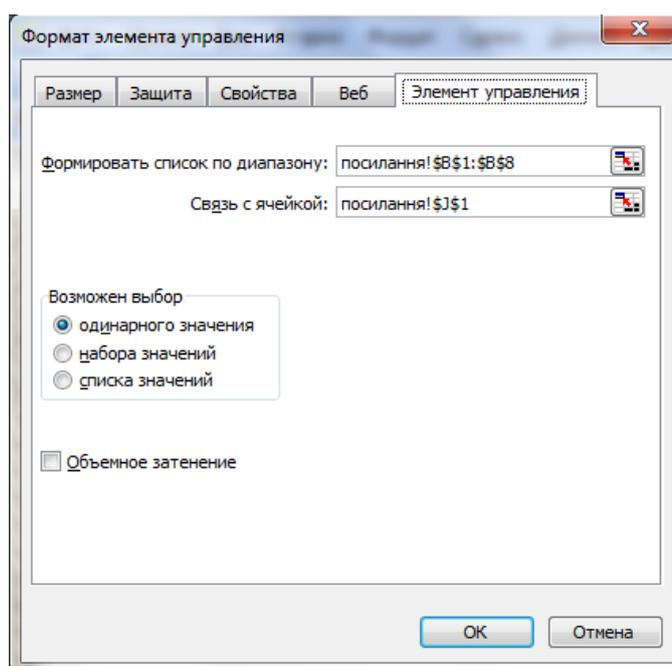 Формат элемента управления
Размер Защита Свойства Веб Элемент управления
Формировать список по диапазону: посилання!$B$1:$B$8
Связь с ячейкой: посилання!$J$1
Возможен выбор
одинарного значения
набора значений
списка значений
Объемное затенение
ОК Отмена